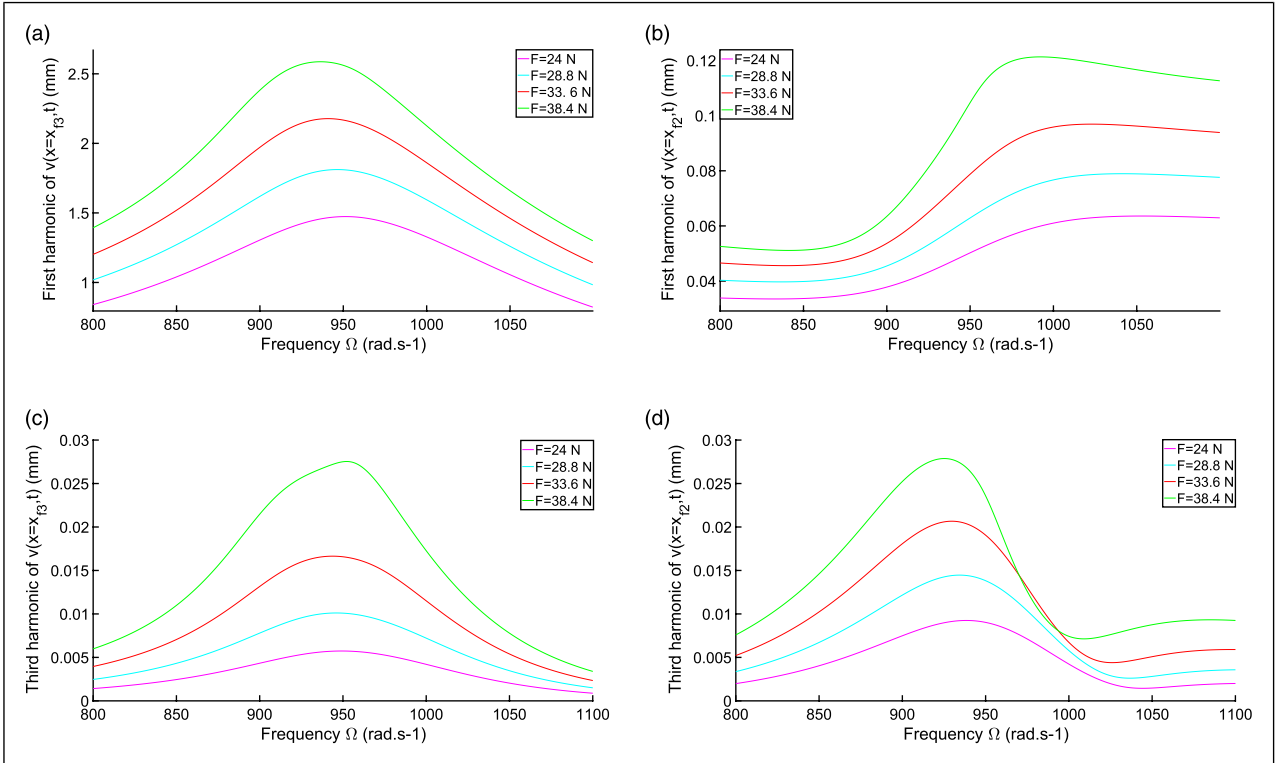 (a)
First harmonic of v(x=x_f3,t) (mm)
2.5
2
1.5
1
800 850 900 950 1000 1050
Frequency Ω (rad.s-1)
F=24 N
F=28.8 N
F=33. 6 N
F=38.4 N
(b)
First harmonic of v(x=x_f2,t) (mm)
0.12
0.1
0.08
0.06
0.04
800 850 900 950 1000 1050
Frequency Ω (rad.s-1)
F=24 N
F=28.8 N
F=33.6 N
F=38.4 N
(c)
Third harmonic of v(x=x_f3,t) (mm)
0.03
0.025
0.02
0.015
0.01
0.005
0
800 850 900 950 1000 1050 1100
Frequency Ω (rad.s-1)
F=24 N
F=28.8 N
F=33.6 N
F=38.4 N
(d)
Third harmonic of v(x=x_f2,t) (mm)
0.03
0.025
0.02
0.015
0.01
0.005
0
800 850 900 950 1000 1050 1100
Frequency Ω (rad.s-1)
F=24 N
F=28.8 N
F=33.6 N
F=38.4 N